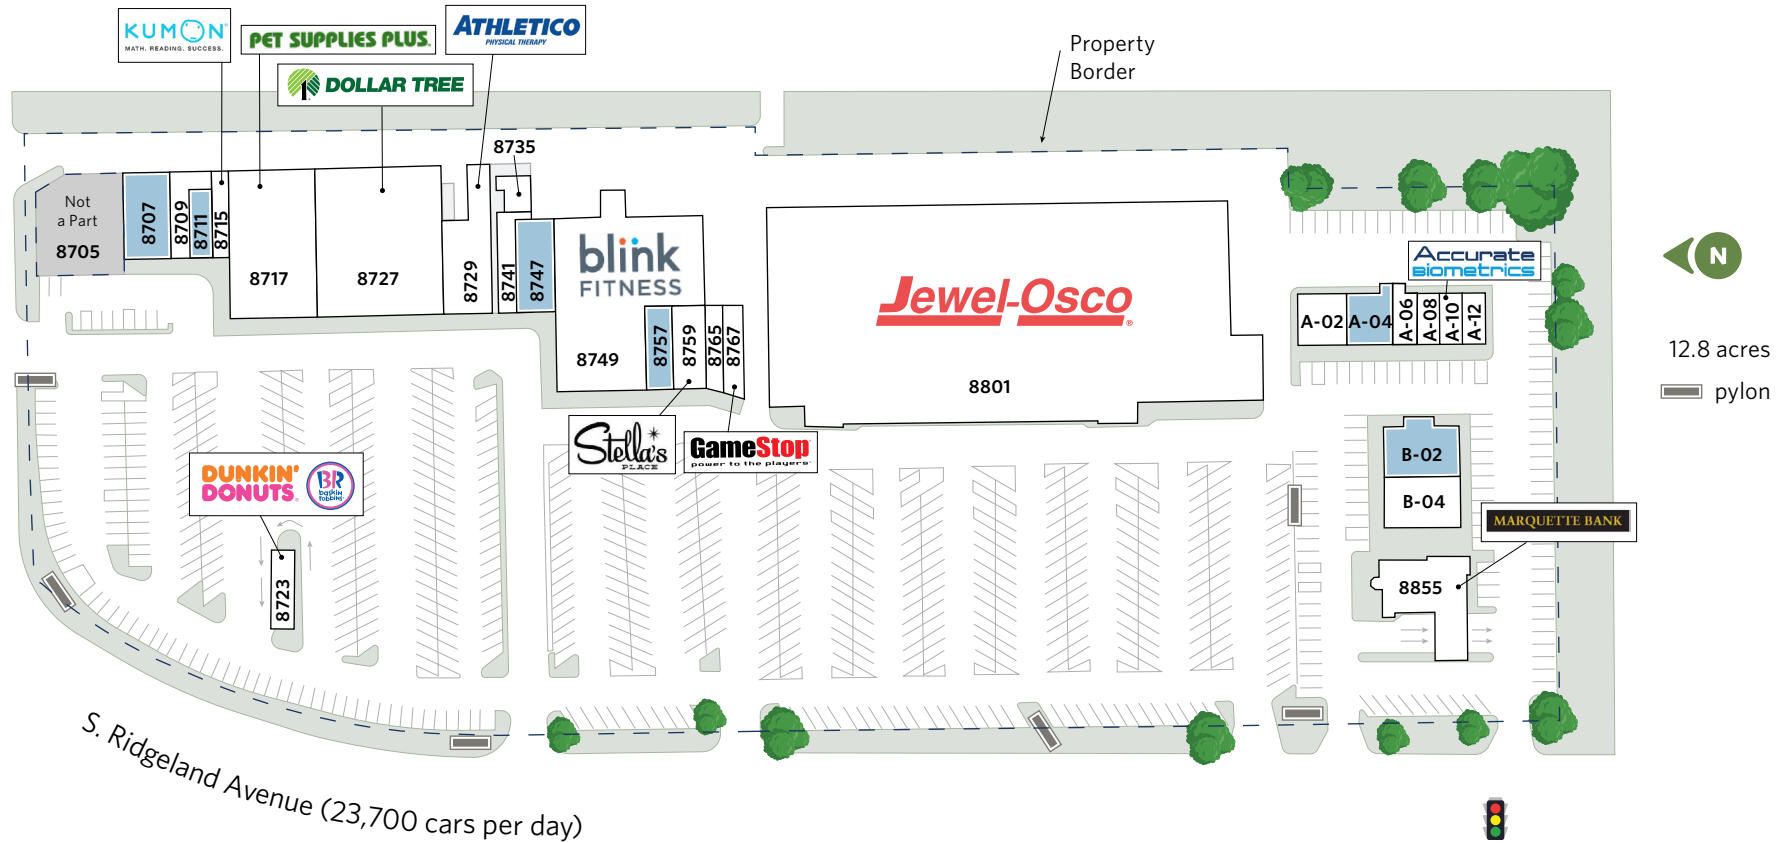 KUMON
MATH. READING. SUCCESS.
PET SUPPLIES PLUS.
DOLLAR TREE
ATHLETICO
PHYSICAL THERAPY
Property
Border
8735
Not
a Part
8705
8707
8709
8711
8715
8717
8727
8729
8741
8747
blink
FITNESS
8749
8757
8759
8765
8767
Jewel-Osco
8801
Accurate
Biometrics
A-02
A-04
A-06
A-08
A-10
A-12
N
12.8 acres
pylon
Stella's
PLACE
GameStop
power to the players
DUNKIN'
DONUTS
BR
baskin
robbins
8723
B-02
B-04
MARQUETTE BANK
8855
S. Ridgeland Avenue (23,700 cars per day)